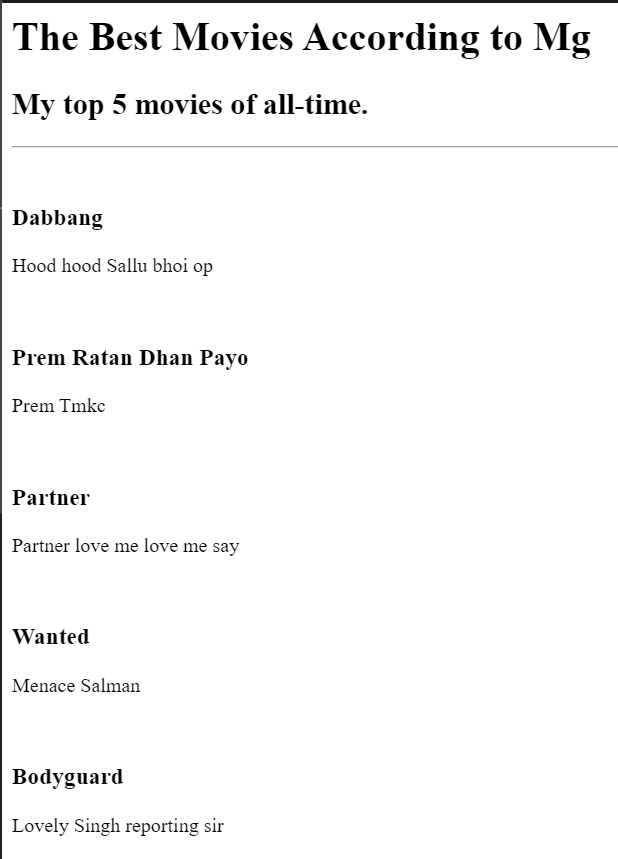 The Best Movies According to Mg
My top 5 movies of all-time.
Dabbang
Hood hood Sallu bhoi op
Prem Ratan Dhan Payo
Prem Tmkc
Partner
Partner love me love me say
Wanted
Menace Salman
Bodyguard
Lovely Singh reporting sir